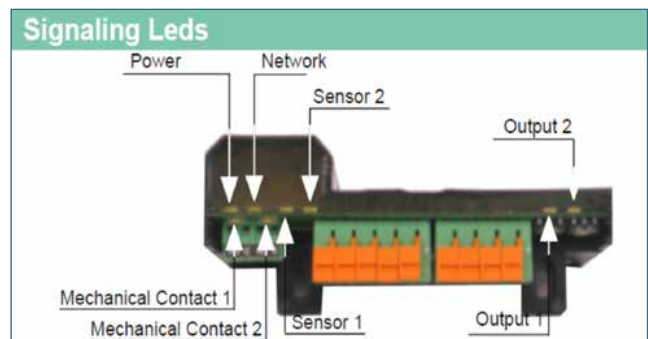 Signaling Leds
Power
Network
Sensor 2
Output 2
Mechanical Contact 1
Mechanical Contact 2
Sensor 1
Output 1